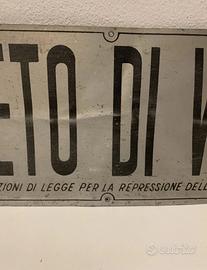 ETO DI V
ZIONI DI LEGGE PER LA REPRESSIONE DELL
subito